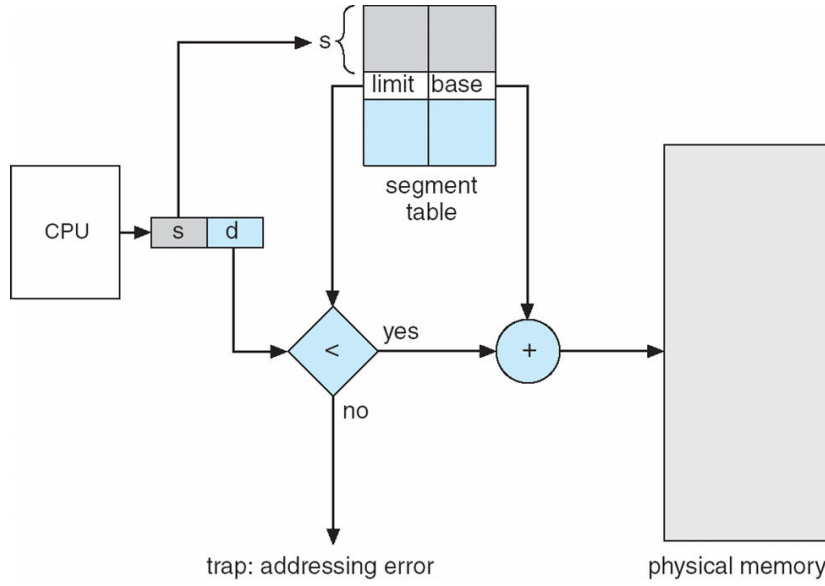 s
limit base
segment
table
CPU
s d
<
yes
+
no
trap: addressing error
physical memory